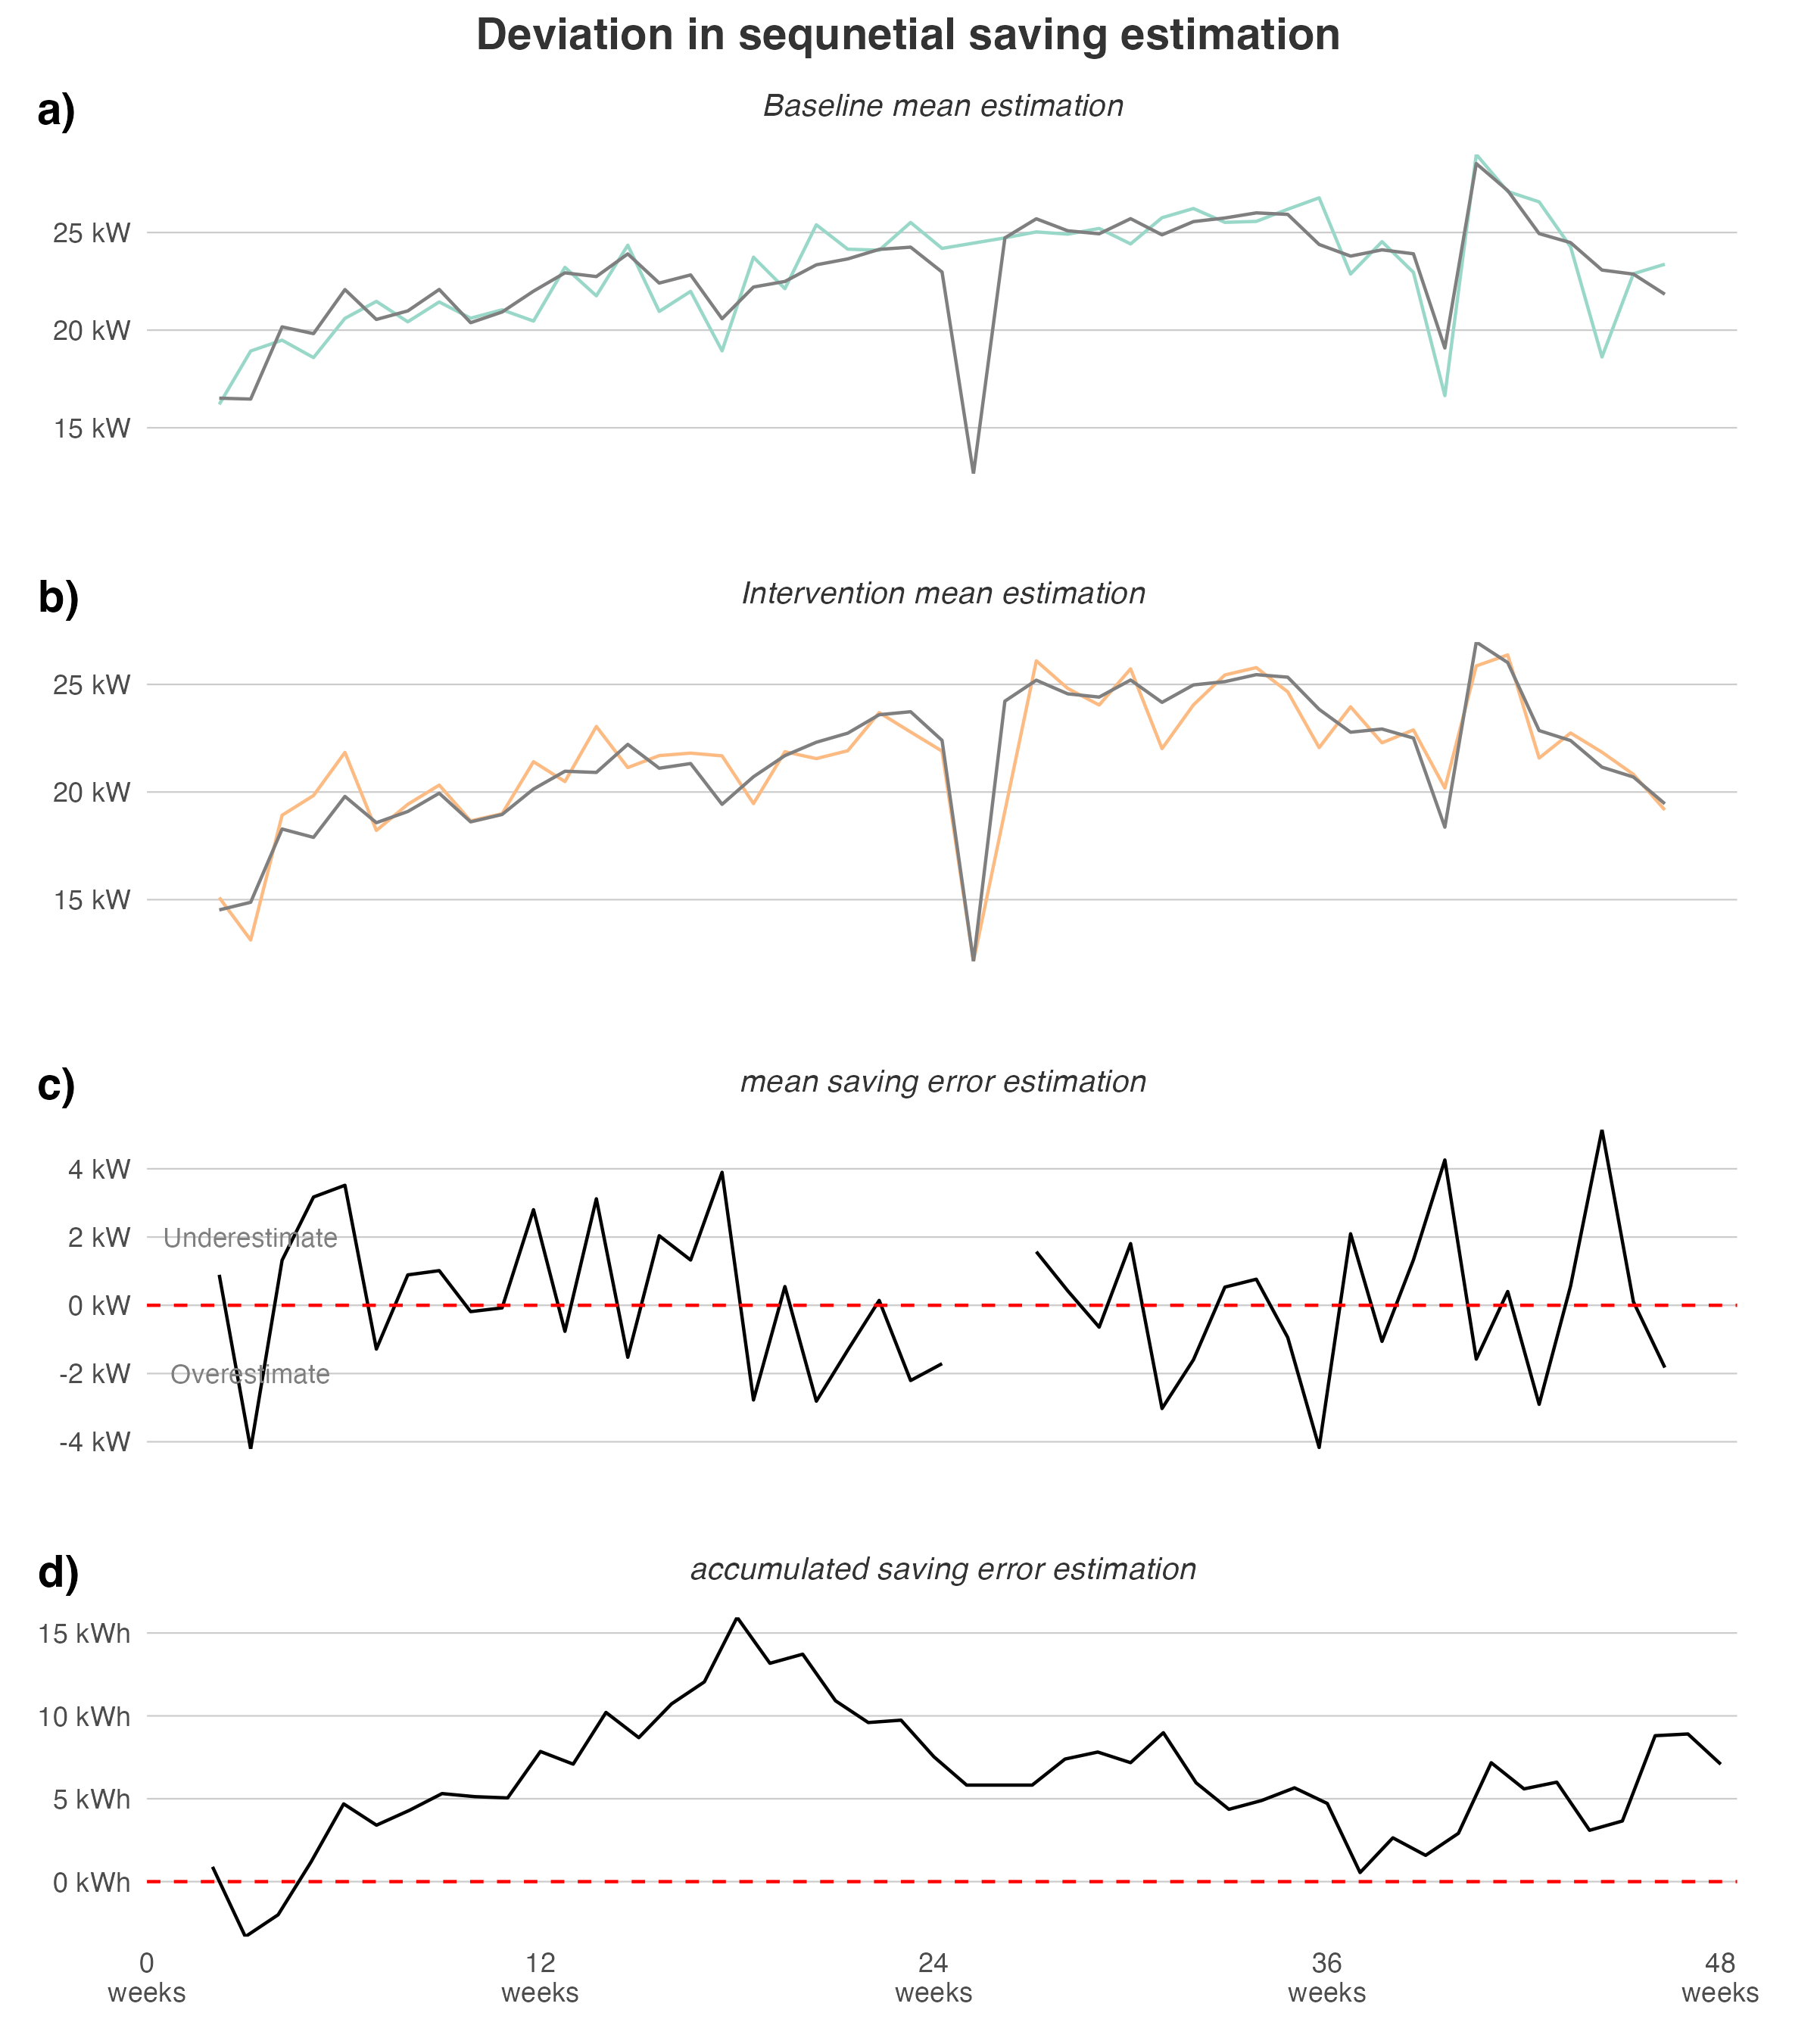 Deviation in sequnetial saving estimation
a)
Baseline mean estimation
25 kW
20 kW
15 kW
b)
Intervention mean estimation
25 kW
20 kW
15 kW
c)
mean saving error estimation
4 kW
2 kW
Underestimate
0 kW
-2 kW
Overestimate
-4 kW
d)
accumulated saving error estimation
15 kWh
10 kWh
5 kWh
0 kWh
0 12 24 36 48
weeks weeks weeks weeks weeks